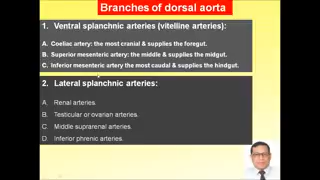 Branches of dorsal aorta
1. Ventral splanchnic arteries (vitelline arteries):
A. Coeliac artery: the most cranial & supplies the foregut.
B. Superior mesenteric artery: the middle & supplies the midgut.
C. Inferior mesenteric artery the most caudal & supplies the hindgut.
2. Lateral splanchnic arteries:
A. Renal arteries.
B. Testicular or ovarian arteries.
C. Middle suprarenal arteries.
D. Inferior phrenic arteries.